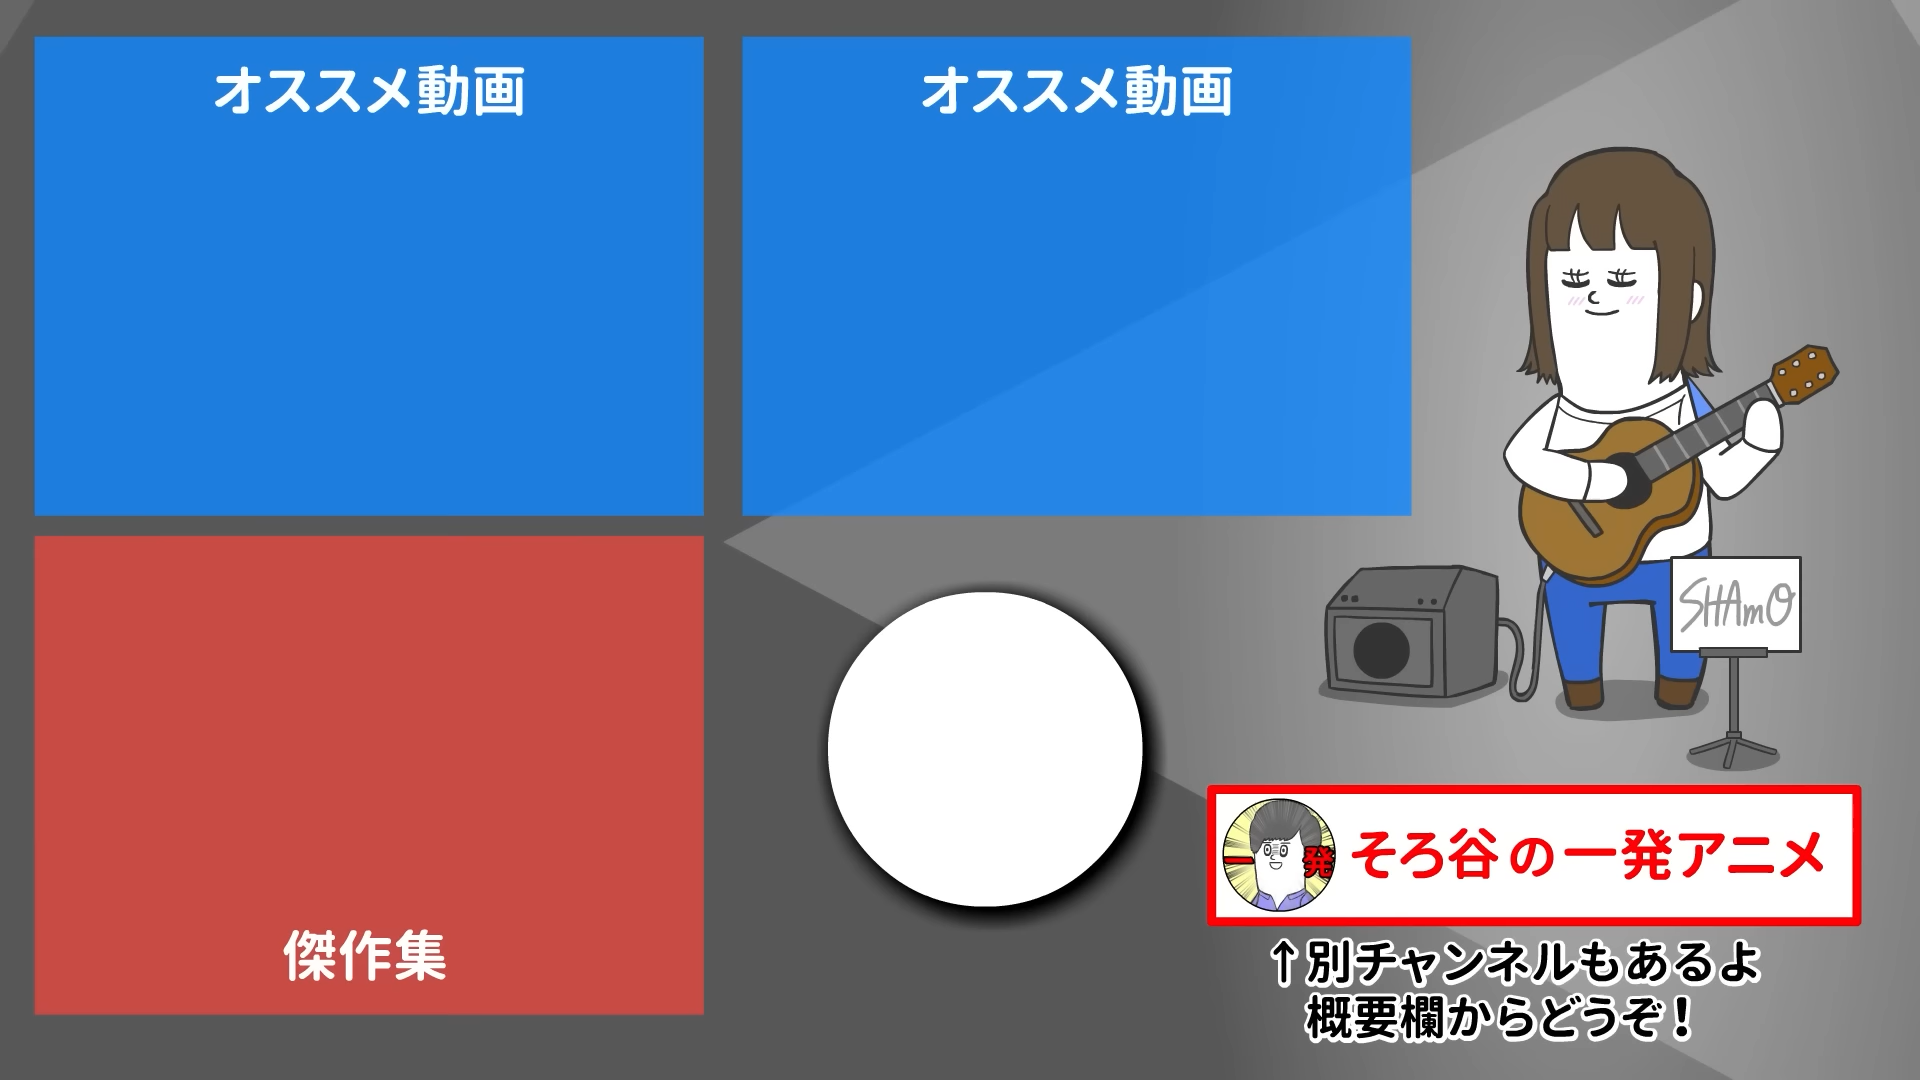 オススメ動画
オススメ動画
SHAmO
一発
そろ谷の一発アニメ
傑作集
↑別チャンネルもあるよ
概要欄からどうぞ！